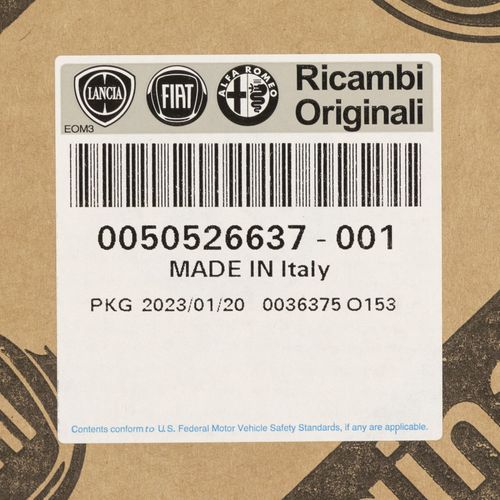 LANCIA
FIAT
ALFA ROMEO
Ricambi
Originali
EOM3
0050526637 - 001
MADE IN Italy
PKG 2023/01/20 0036375 O153
Contents conform to U.S. Federal Motor Vehicle Safety Standards, if any are applicable.